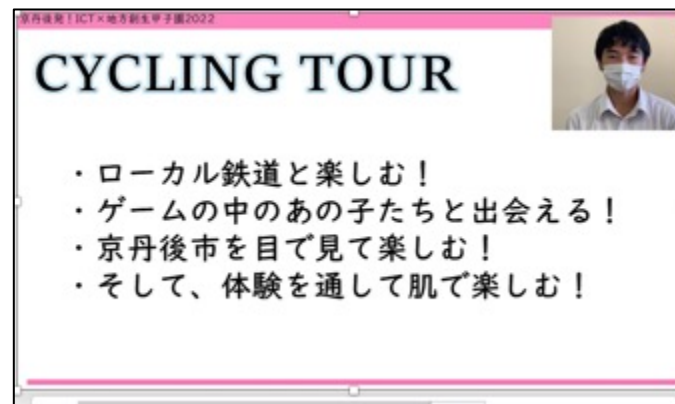 京丹後発!ICT×地方創生甲子園2022
CYCLING TOUR
・ローカル鉄道と楽しむ!
・ゲームの中のあの子たちと出会える!
・京丹後市を目で見て楽しむ!
・そして、体験を通して肌で楽しむ!